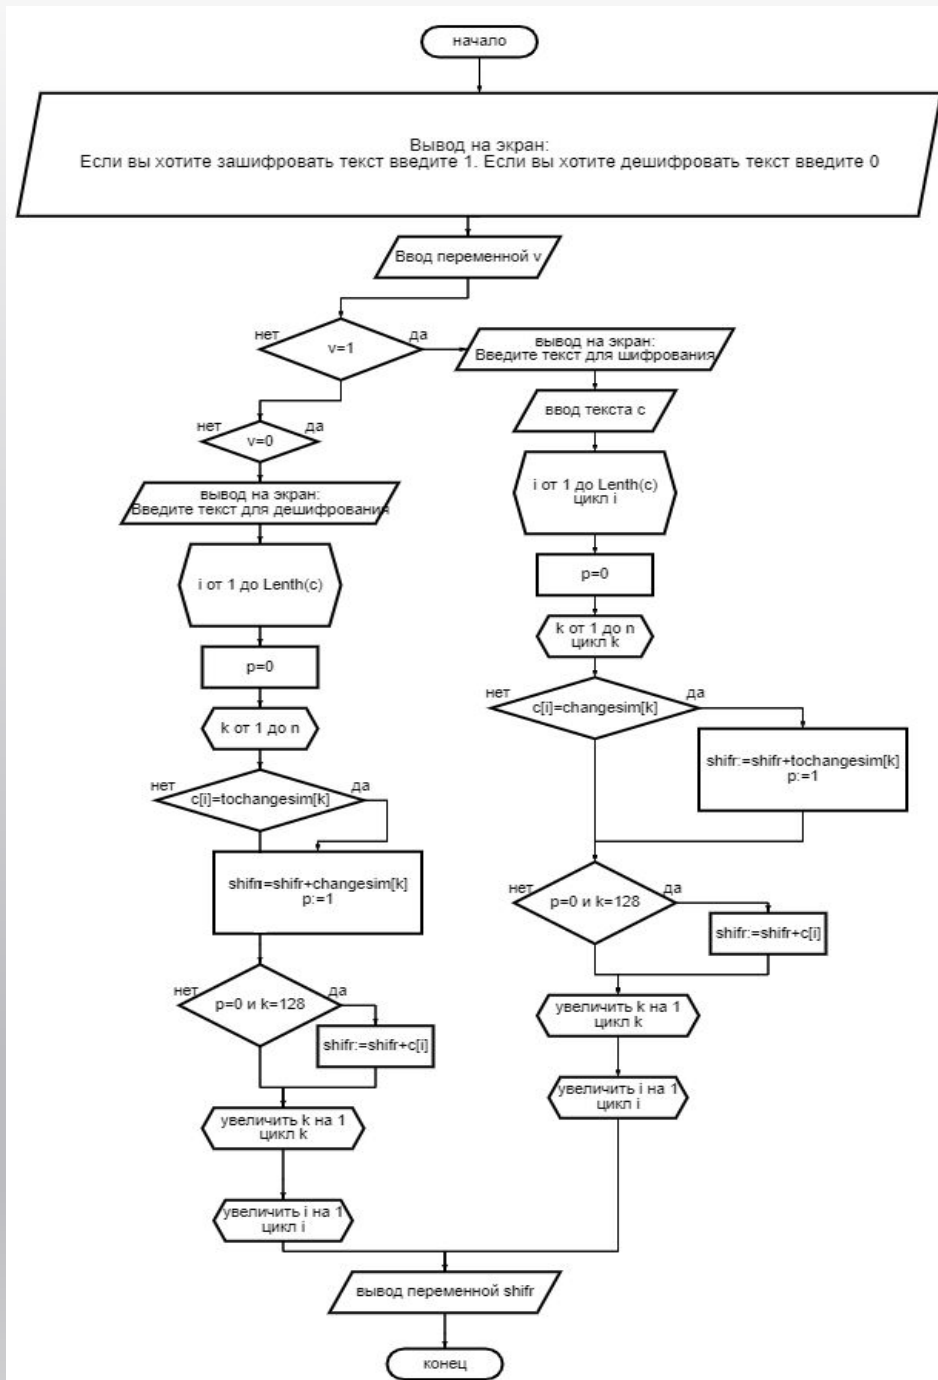 начало
Вывод на экран:
Если вы хотите зашифровать текст введите 1. Если вы хотите дешифровать текст введите 0
Ввод переменной v
нет
да
v=1
вывод на экран:
Введите текст для шифрования
ввод текста c
i от 1 до Lenth(c)
цикл i
p=0
k от 1 до n
цикл k
нет
да
c[i]=changesim[k]
shifr:=shifr+tochangesim[k]
p:=1
нет
да
p=0 и k=128
shifr:=shifr+c[i]
увеличить k на 1
цикл k
увеличить i на 1
цикл i
нет
да
v=0
вывод на экран:
Введите текст для дешифрования
i от 1 до Lenth(c)
p=0
k от 1 до n
нет
да
c[i]=tochangesim[k]
shifr:=shifr+changesim[k]
p:=1
нет
да
p=0 и k=128
shifr:=shifr+c[i]
увеличить k на 1
цикл k
увеличить i на 1
цикл i
вывод переменной shifr
конец